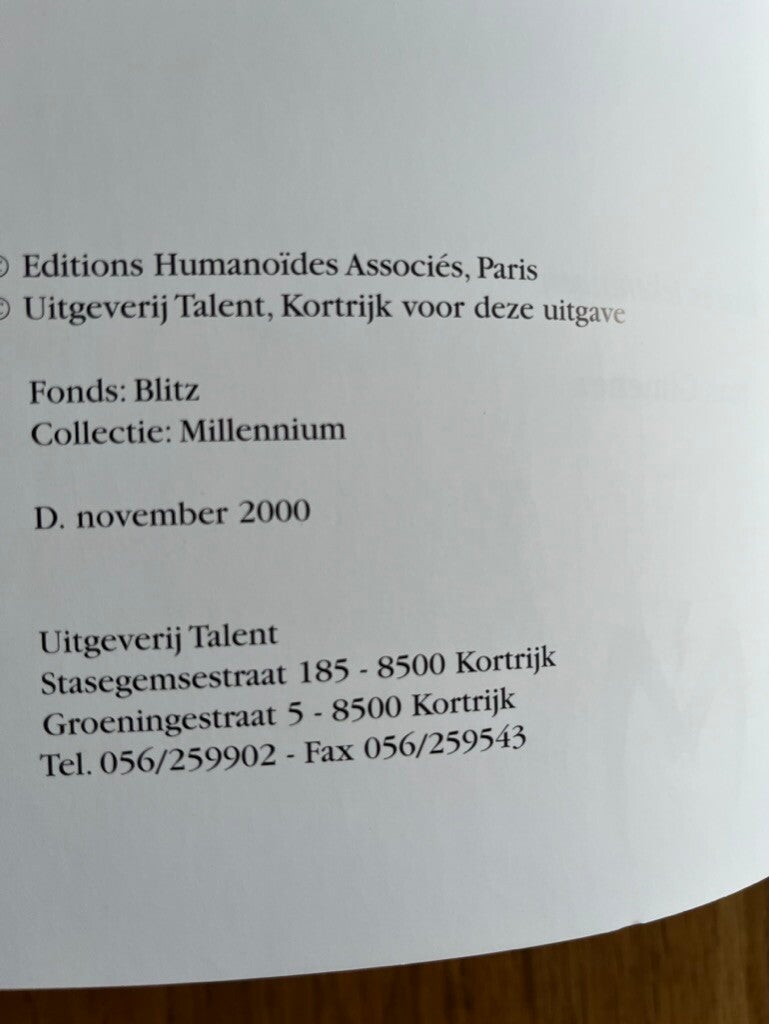 © Editions Humanoïdes Associés, Paris
© Uitgeverij Talent, Kortrijk voor deze uitgave
Fonds: Blitz
Collectie: Millennium
D. november 2000
Uitgeverij Talent
Stasegemsestraat 185 - 8500 Kortrijk
Groeningestraat 5 - 8500 Kortrijk
Tel. 056/259902 - Fax 056/259543